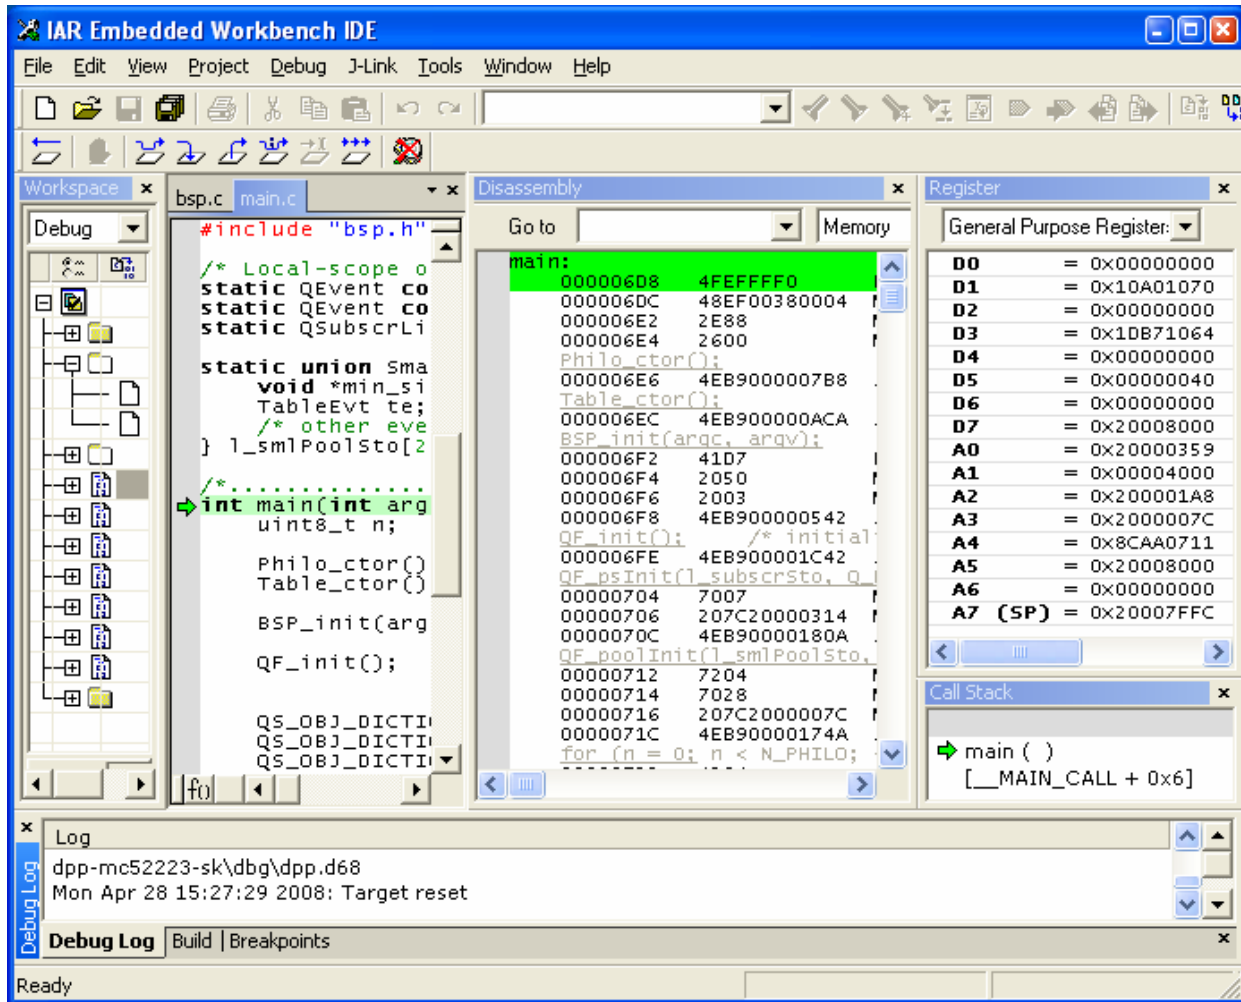 IAR Embedded Workbench IDE
File Edit View Project Debug J-Link Tools Window Help
Workspace
Debug
bsp.c main.c
#include "bsp.h"
/* Local-scope o
static QEvent co
static QEvent co
static QSubscrLi
static union Sma
void *min_si
TableEvt te;
/* other eve
} l_smlPoolSto[2
/*..............
int main(int arg
uint8_t n;
Philo_ctor()
Table_ctor()
BSP_init(arg
QF_init();
QS_OBJ_DICTI
QS_OBJ_DICTI
QS_OBJ_DICTI
f()
Disassembly
Go to Memory
main:
000006D8 4FEFFFF0
000006DC 48EF00380004
000006E2 2E88
000006E4 2600
Philo_ctor();
000006E6 4EB9000007B8
Table_ctor();
000006EC 4EB900000ACA
BSP_init(argc, argv);
000006F2 41D7
000006F4 2050
000006F6 2003
000006F8 4EB900000542
QF_init(); /* initial
000006FE 4EB900001C42
QF_psInit(l_subscrSto, Q_
00000704 7007
00000706 207C20000314
0000070C 4EB90000180A
QF_poolInit(l_smlPoolSto,
00000712 7204
00000714 7028
00000716 207C2000007C
0000071C 4EB90000174A
for (n = 0; n < N_PHILO;
Register
General Purpose Register:
D0 = 0x00000000
D1 = 0x10A01070
D2 = 0x00000000
D3 = 0x1DB71064
D4 = 0x00000000
D5 = 0x00000040
D6 = 0x00000000
D7 = 0x20008000
A0 = 0x20000359
A1 = 0x00004000
A2 = 0x200001A8
A3 = 0x2000007C
A4 = 0x8CAA0711
A5 = 0x20008000
A6 = 0x00000000
A7 (SP) = 0x20007FFC
Call Stack
main ( )
[__MAIN_CALL + 0x6]
Log
dpp-mc52223-sk\dbg\dpp.d68
Mon Apr 28 15:27:29 2008: Target reset
Debug Log
Debug Log Build Breakpoints
Ready